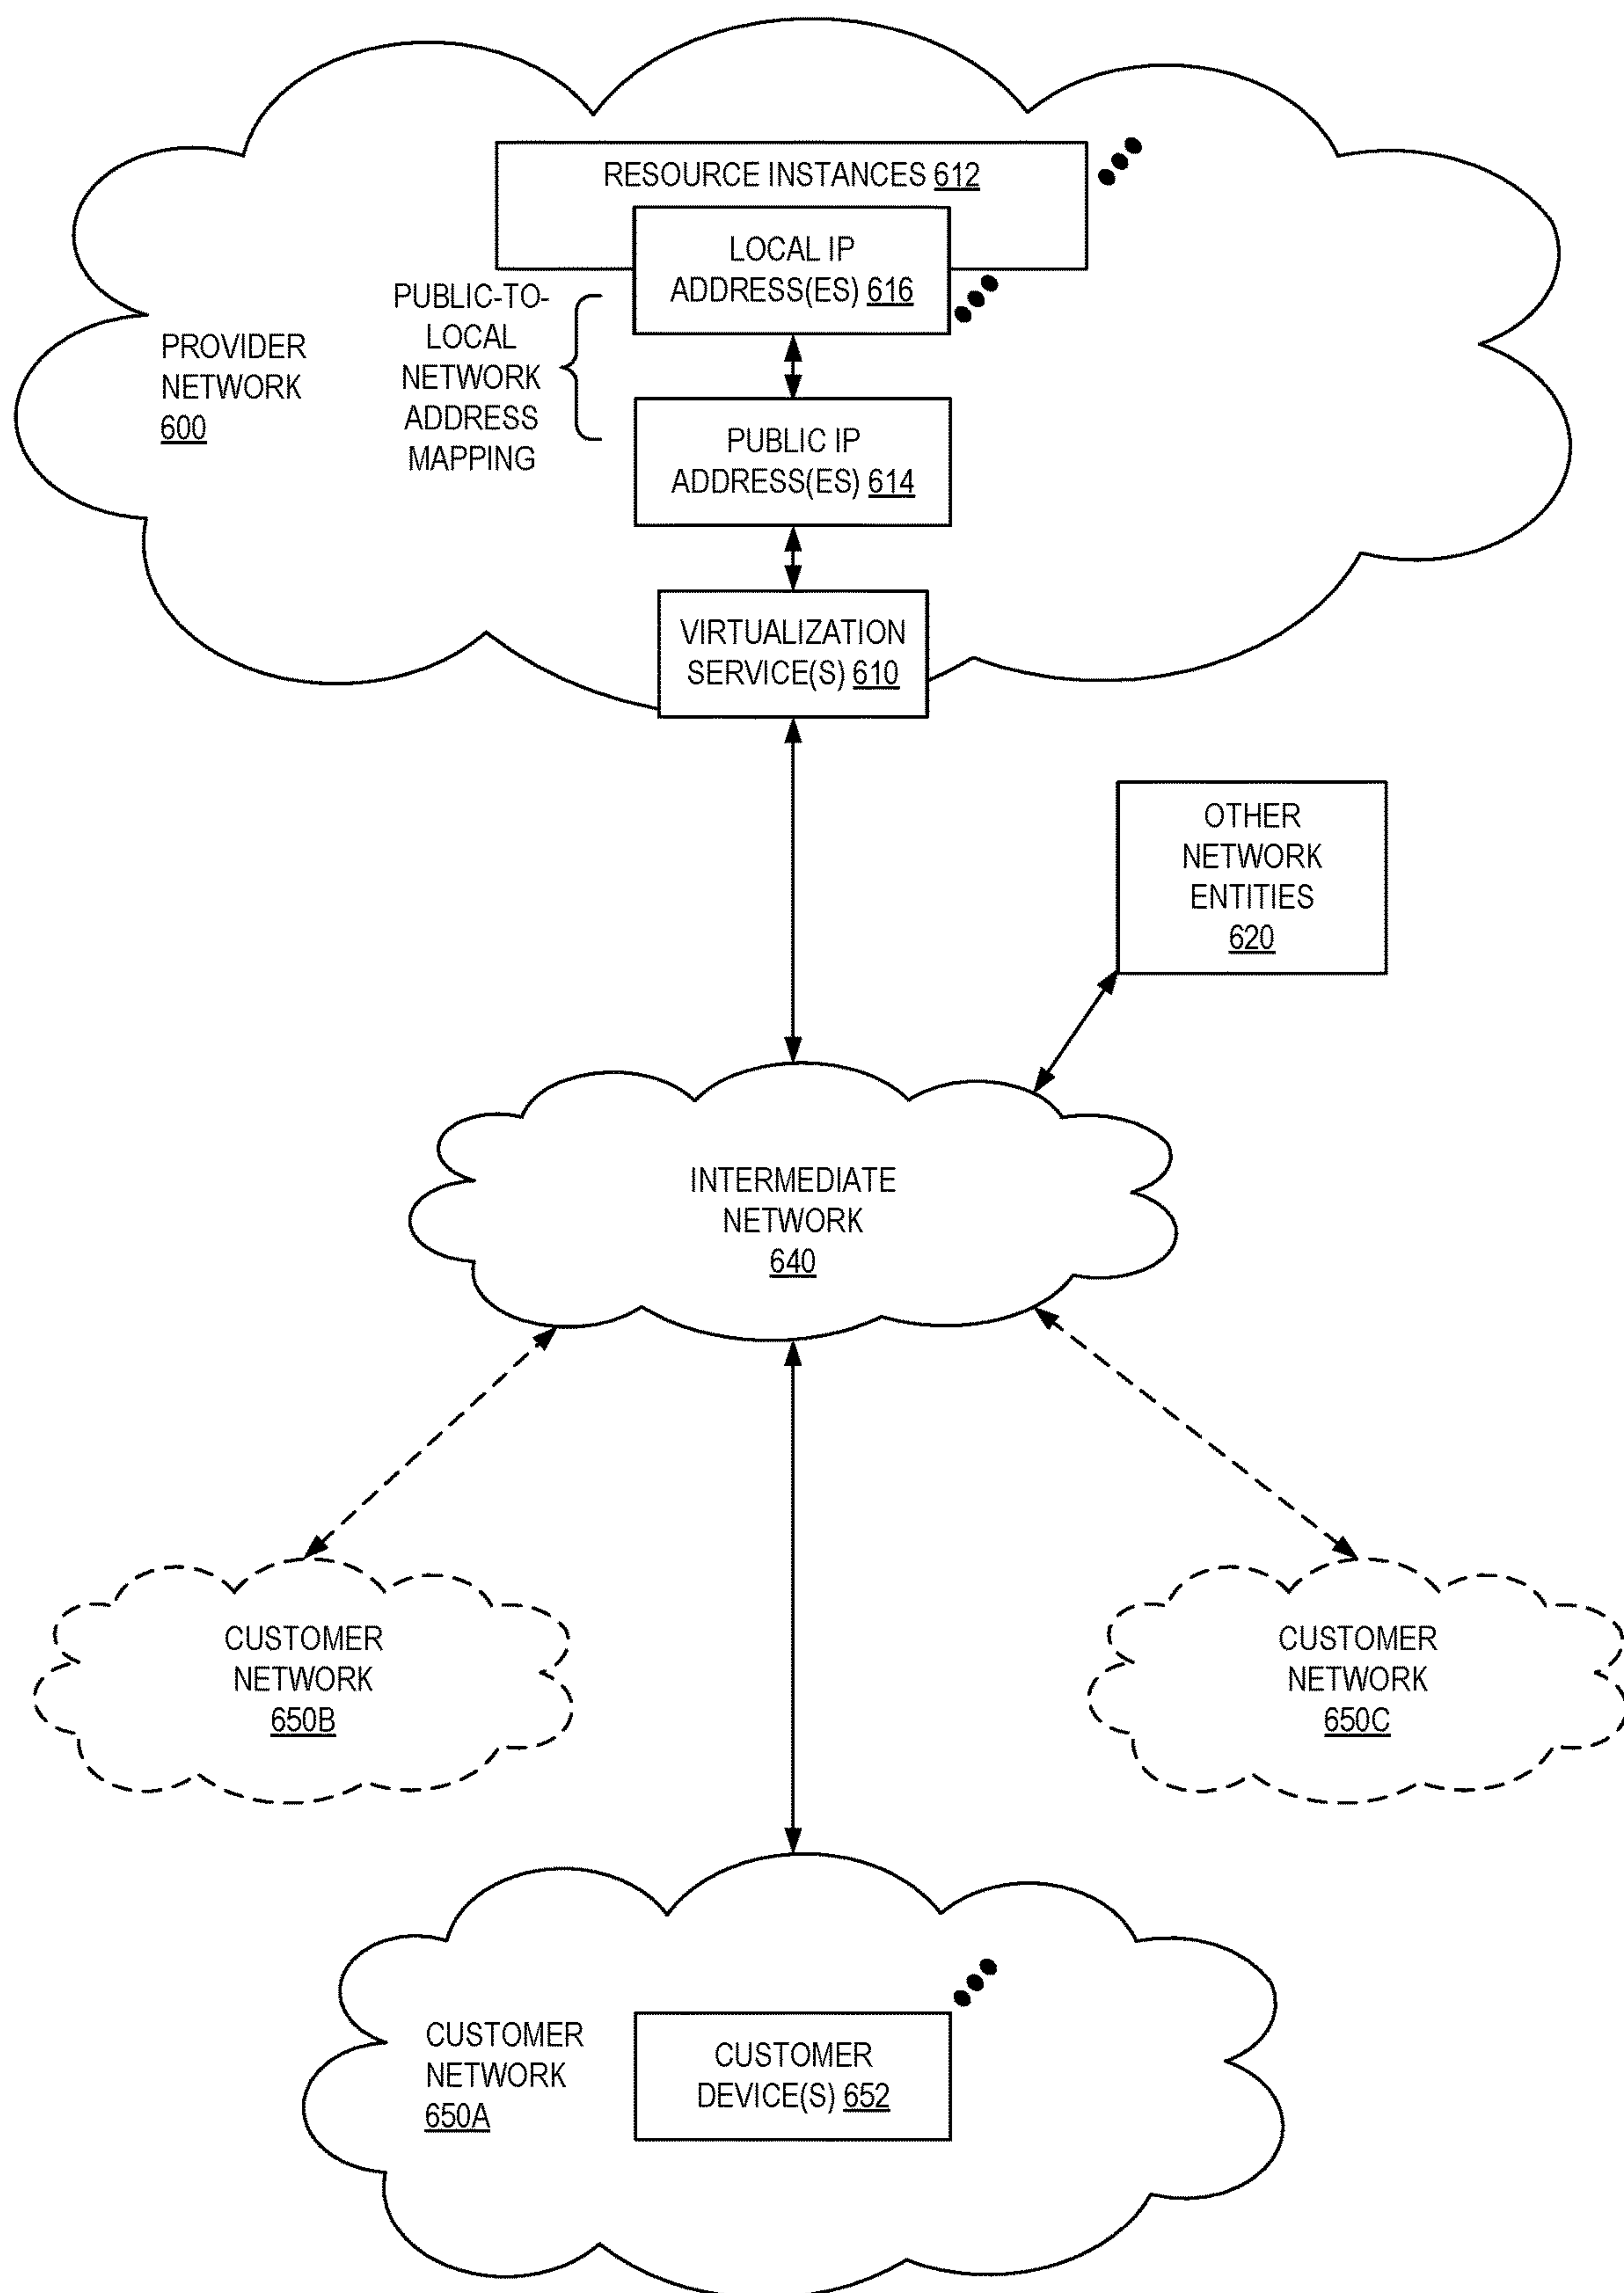 RESOURCE INSTANCES 612
LOCAL IP
ADDRESS(ES) 616
PUBLIC-TO-
LOCAL
NETWORK
ADDRESS
MAPPING
PROVIDER
NETWORK
600
PUBLIC IP
ADDRESS(ES) 614
VIRTUALIZATION
SERVICE(S) 610
OTHER
NETWORK
ENTITIES
620
INTERMEDIATE
NETWORK
640
CUSTOMER
NETWORK
650B
CUSTOMER
NETWORK
650C
CUSTOMER
NETWORK
650A
CUSTOMER
DEVICE(S) 652